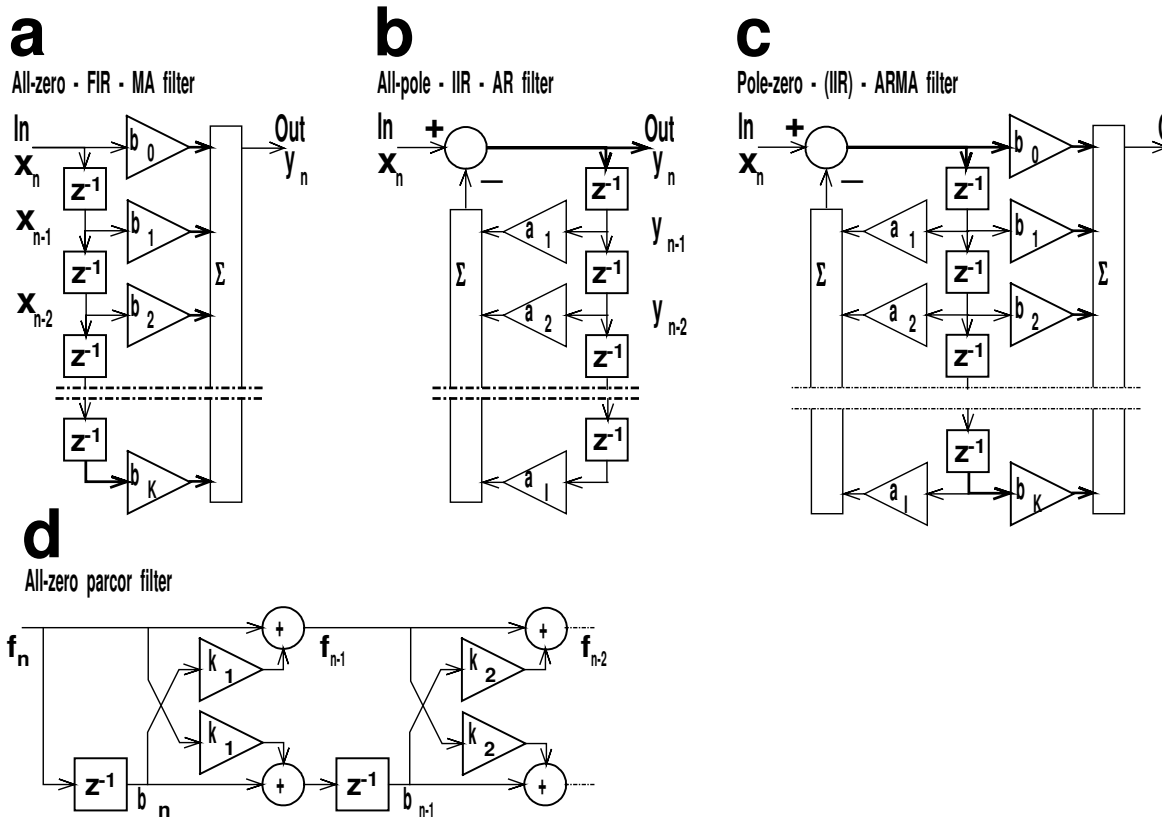 a
b
c
All-zero - FIR - MA filter
All-pole - IIR - AR filter
Pole-zero - (IIR) - ARMA filter
In
b 0
Out
x n
y n
z-1
x n-1
b 1
z-1
Σ
x n-2
b 2
z-1
z-1
b K
In
+
Out
x n
y n
−
z-1
a 1
y n-1
z-1
Σ
a 2
y n-2
z-1
z-1
a I
In
+
b 0
x n
−
z-1
a 1
b 1
z-1
Σ
Σ
a 2
b 2
z-1
z-1
a I
b K
d
All-zero parcor filter
+
+
f n
f n-1
f n-2
k 1
k 2
k 1
k 2
z-1
+
z-1
+
b n
b n-1